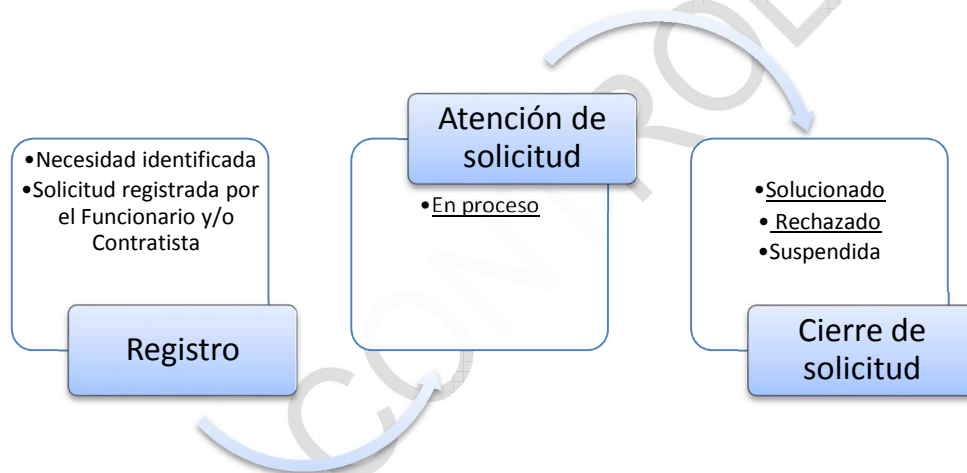 •Necesidad identificada
•Solicitud registrada por
el Funcionario y/o
Contratista
Registro
Atención de
solicitud
•En proceso
•Solucionado
• Rechazado
•Suspendida
Cierre de
solicitud
CONTROL